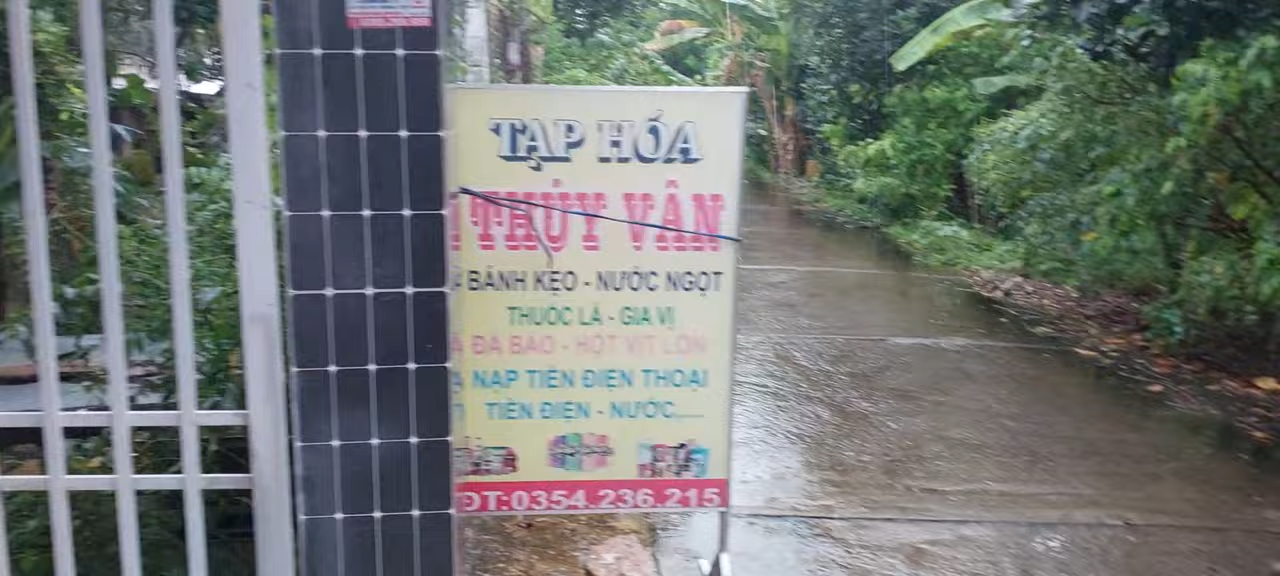 TẠP HÓA
THÚY VÂN
BÁNH KẸO - NƯỚC NGỌT
THUỐC LÁ - GIA VỊ
ĐÁ BAO - HỘT VỊT LỘN
NẠP TIỀN ĐIỆN THOẠI
TIỀN ĐIỆN - NƯỚC.....
ĐT:0354.236.215